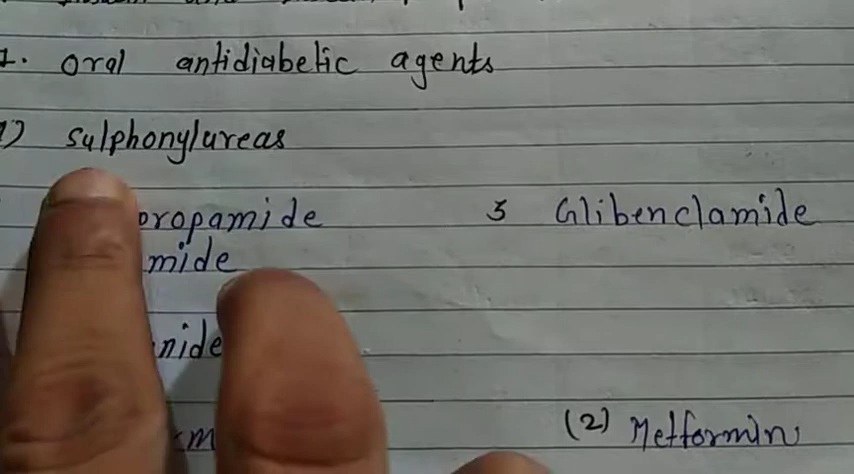 1. oral antidiabetic agents
1) sulphonylureas
propamide 3 Glibenclamide
mide
nide
(2) Metformin